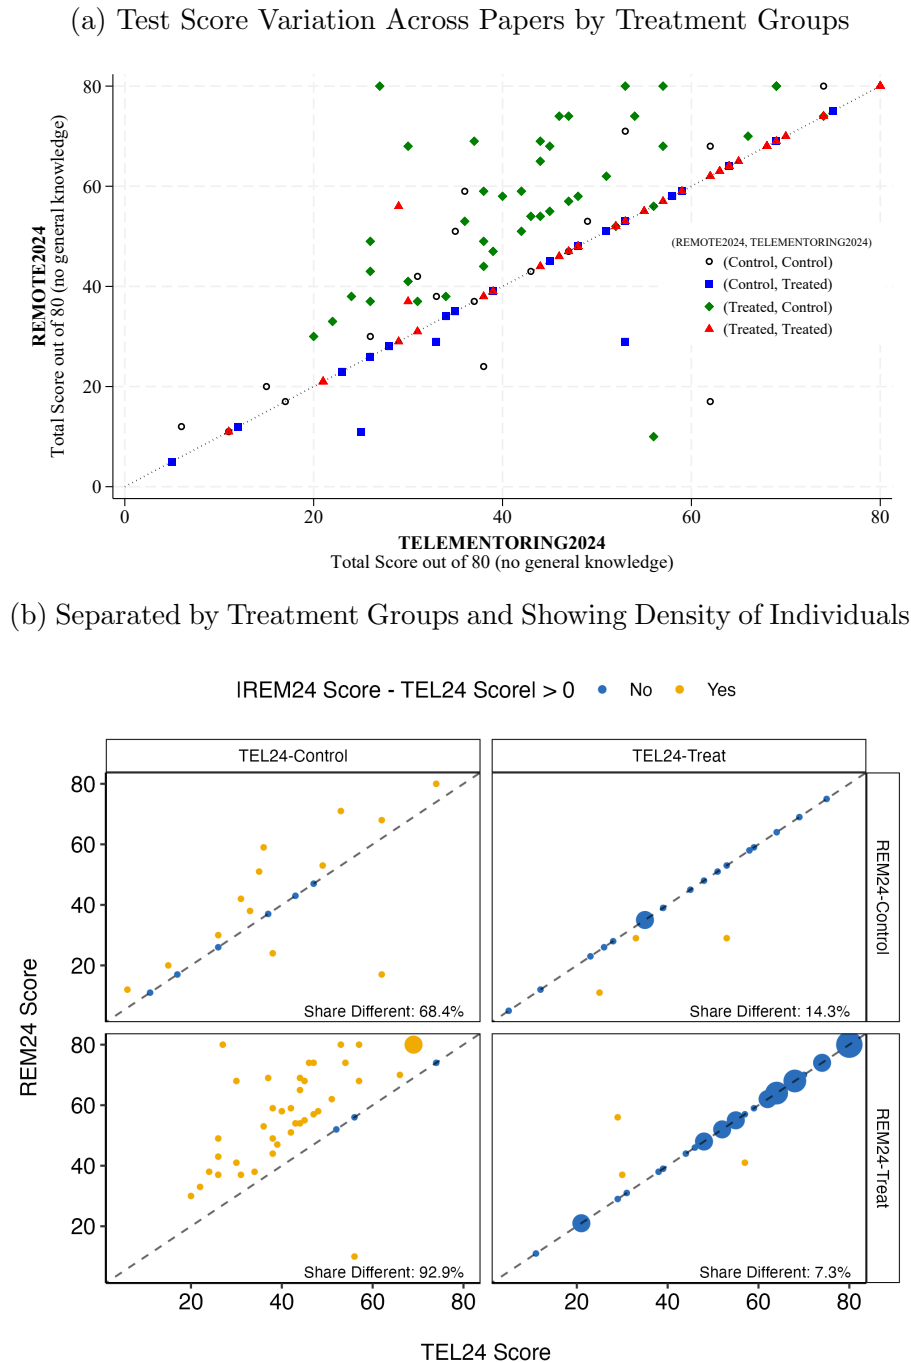 (a) Test Score Variation Across Papers by Treatment Groups
80
60
40
20
0
REMOTE2024
Total Score out of 80 (no general knowledge)
(REMOTE2024, TELEMENTORING2024)
(Control, Control)
(Control, Treated)
(Treated, Control)
(Treated, Treated)
0 20 40 60 80
TELEMENTORING2024
Total Score out of 80 (no general knowledge)
(b) Separated by Treatment Groups and Showing Density of Individuals
|REM24 Score - TEL24 Score| > 0 No Yes
TEL24-Control TEL24-Treat
80
60
40
20
Share Different: 68.4% Share Different: 14.3%
REM24-Control
REM24 Score
80
60
40
20
Share Different: 92.9% Share Different: 7.3%
REM24-Treat
20 40 60 80 20 40 60 80
TEL24 Score